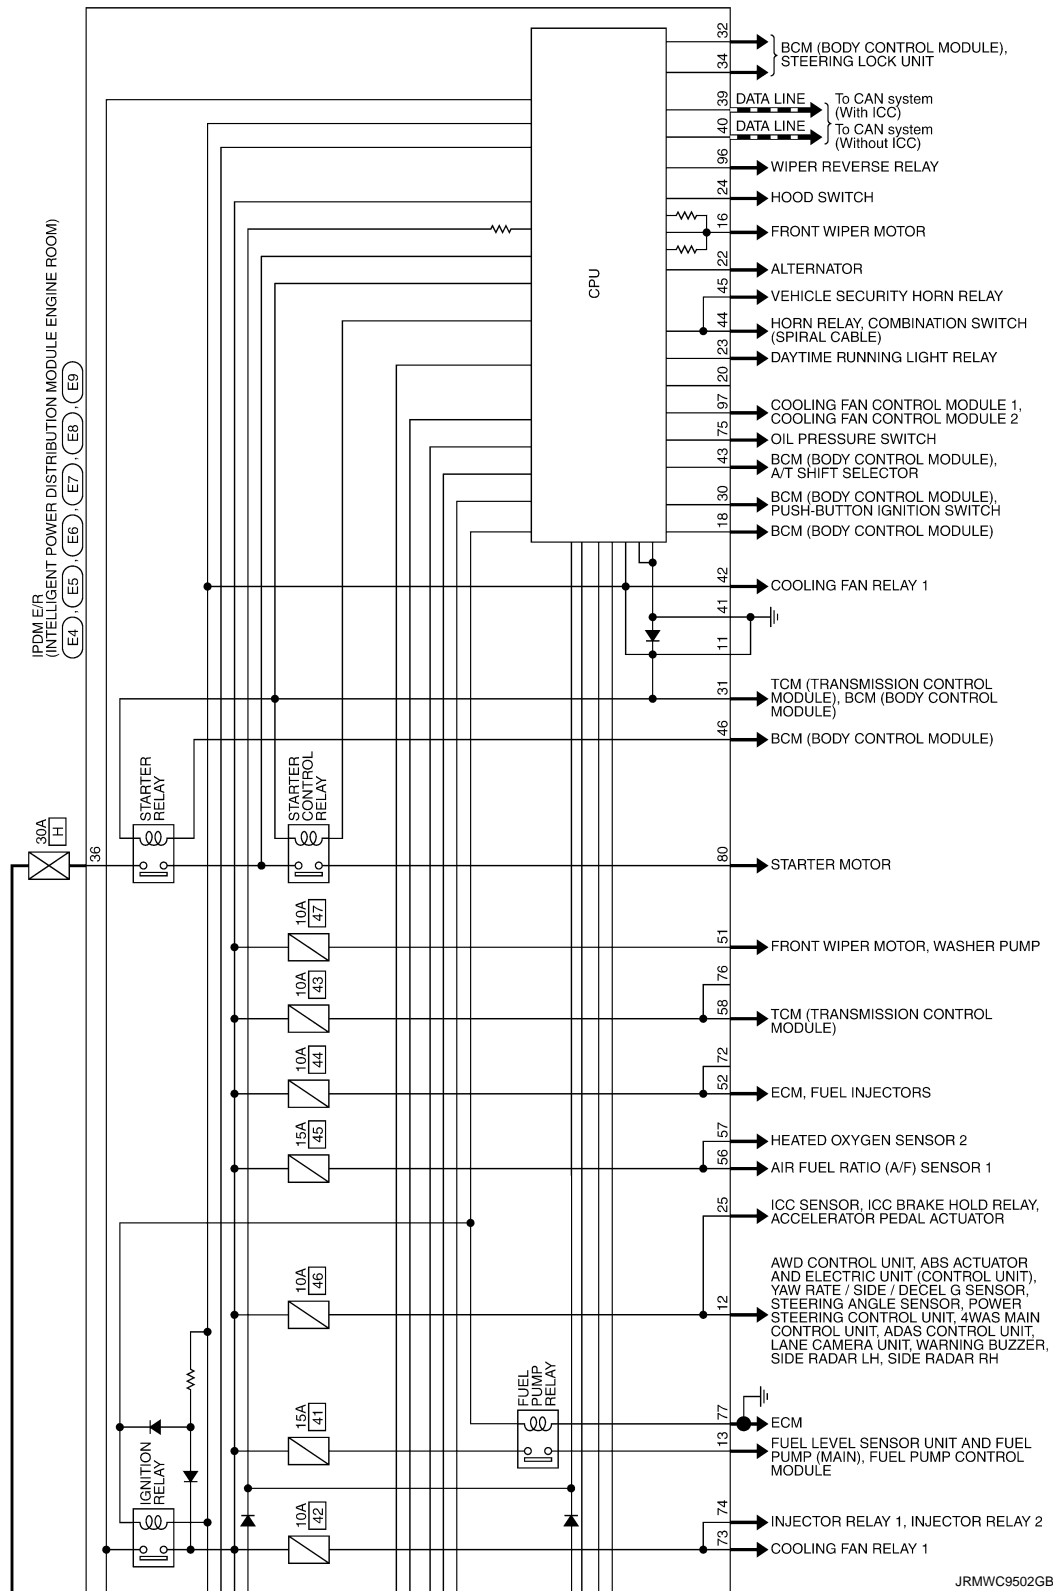 32
BCM (BODY CONTROL MODULE),
STEERING LOCK UNIT
34
39
DATA LINE
To CAN system
(With ICC)
40
DATA LINE
To CAN system
(Without ICC)
96
WIPER REVERSE RELAY
24
HOOD SWITCH
16
FRONT WIPER MOTOR
22
ALTERNATOR
45
VEHICLE SECURITY HORN RELAY
44
HORN RELAY, COMBINATION SWITCH
(SPIRAL CABLE)
23
DAYTIME RUNNING LIGHT RELAY
20
97
COOLING FAN CONTROL MODULE 1,
COOLING FAN CONTROL MODULE 2
75
OIL PRESSURE SWITCH
43
BCM (BODY CONTROL MODULE),
A/T SHIFT SELECTOR
30
BCM (BODY CONTROL MODULE),
PUSH-BUTTON IGNITION SWITCH
18
BCM (BODY CONTROL MODULE)
CPU
IPDM E/R
(INTELLIGENT POWER DISTRIBUTION MODULE ENGINE ROOM)
E4 , E5 , E6 , E7 , E8 , E9
42
COOLING FAN RELAY 1
41
11
31
TCM (TRANSMISSION CONTROL
MODULE), BCM (BODY CONTROL
MODULE)
46
BCM (BODY CONTROL MODULE)
STARTER
RELAY
STARTER
CONTROL
RELAY
30A
H
36
80
STARTER MOTOR
10A
47
51
FRONT WIPER MOTOR, WASHER PUMP
10A
43
76
58
TCM (TRANSMISSION CONTROL
MODULE)
10A
44
72
52
ECM, FUEL INJECTORS
15A
45
57
HEATED OXYGEN SENSOR 2
56
AIR FUEL RATIO (A/F) SENSOR 1
25
ICC SENSOR, ICC BRAKE HOLD RELAY,
ACCELERATOR PEDAL ACTUATOR
10A
46
12
AWD CONTROL UNIT, ABS ACTUATOR
AND ELECTRIC UNIT (CONTROL UNIT),
YAW RATE / SIDE / DECEL G SENSOR,
STEERING ANGLE SENSOR, POWER
STEERING CONTROL UNIT, 4WAS MAIN
CONTROL UNIT, ADAS CONTROL UNIT,
LANE CAMERA UNIT, WARNING BUZZER,
SIDE RADAR LH, SIDE RADAR RH
FUEL
PUMP
RELAY
77
ECM
15A
41
13
FUEL LEVEL SENSOR UNIT AND FUEL
PUMP (MAIN), FUEL PUMP CONTROL
MODULE
IGNITION
RELAY
10A
42
74
INJECTOR RELAY 1, INJECTOR RELAY 2
73
COOLING FAN RELAY 1
JRMWC9502GB